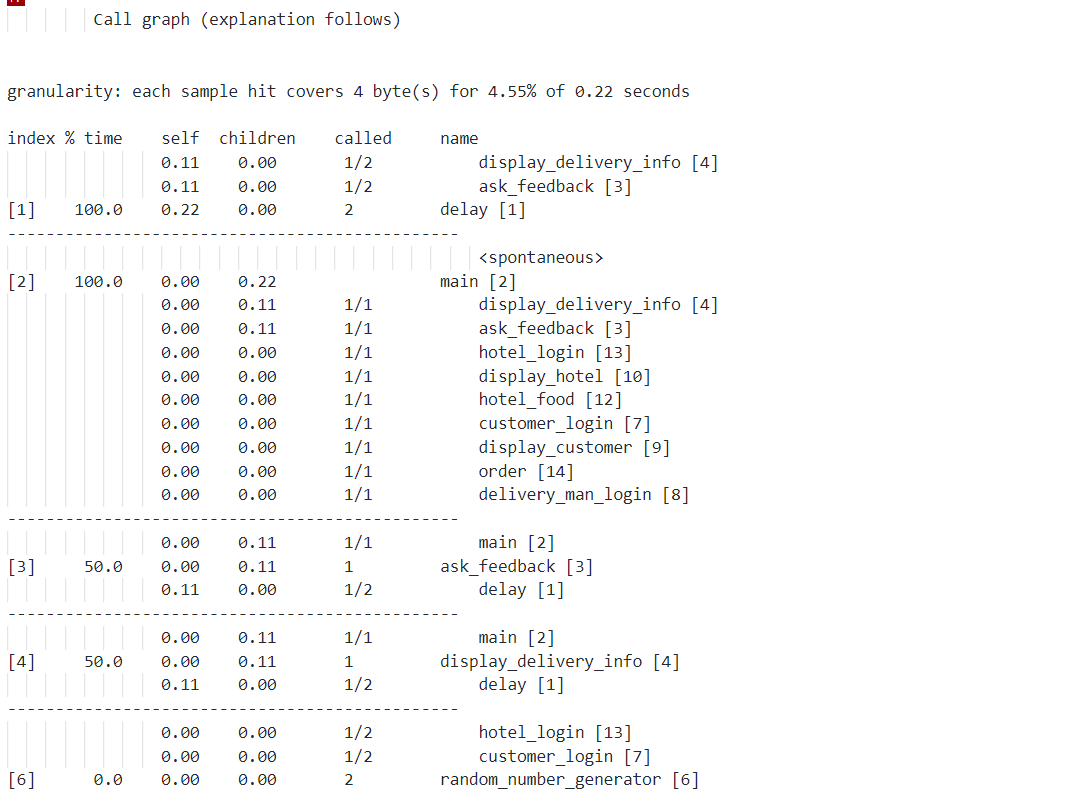 Call graph (explanation follows)
granularity: each sample hit covers 4 byte(s) for 4.55% of 0.22 seconds
index % time    self  children    called     name
                0.11    0.00       1/2           display_delivery_info [4]
                0.11    0.00       1/2           ask_feedback [3]
[1]    100.0    0.22    0.00       2         delay [1]
-----------------------------------------------
                                                 <spontaneous>
[2]    100.0    0.00    0.22                 main [2]
                0.00    0.11       1/1           display_delivery_info [4]
                0.00    0.11       1/1           ask_feedback [3]
                0.00    0.00       1/1           hotel_login [13]
                0.00    0.00       1/1           display_hotel [10]
                0.00    0.00       1/1           hotel_food [12]
                0.00    0.00       1/1           customer_login [7]
                0.00    0.00       1/1           display_customer [9]
                0.00    0.00       1/1           order [14]
                0.00    0.00       1/1           delivery_man_login [8]
-----------------------------------------------
                0.00    0.11       1/1           main [2]
[3]     50.0    0.00    0.11       1         ask_feedback [3]
                0.11    0.00       1/2           delay [1]
-----------------------------------------------
                0.00    0.11       1/1           main [2]
[4]     50.0    0.00    0.11       1         display_delivery_info [4]
                0.11    0.00       1/2           delay [1]
-----------------------------------------------
                0.00    0.00       1/2           hotel_login [13]
                0.00    0.00       1/2           customer_login [7]
[6]      0.0    0.00    0.00       2         random_number_generator [6]